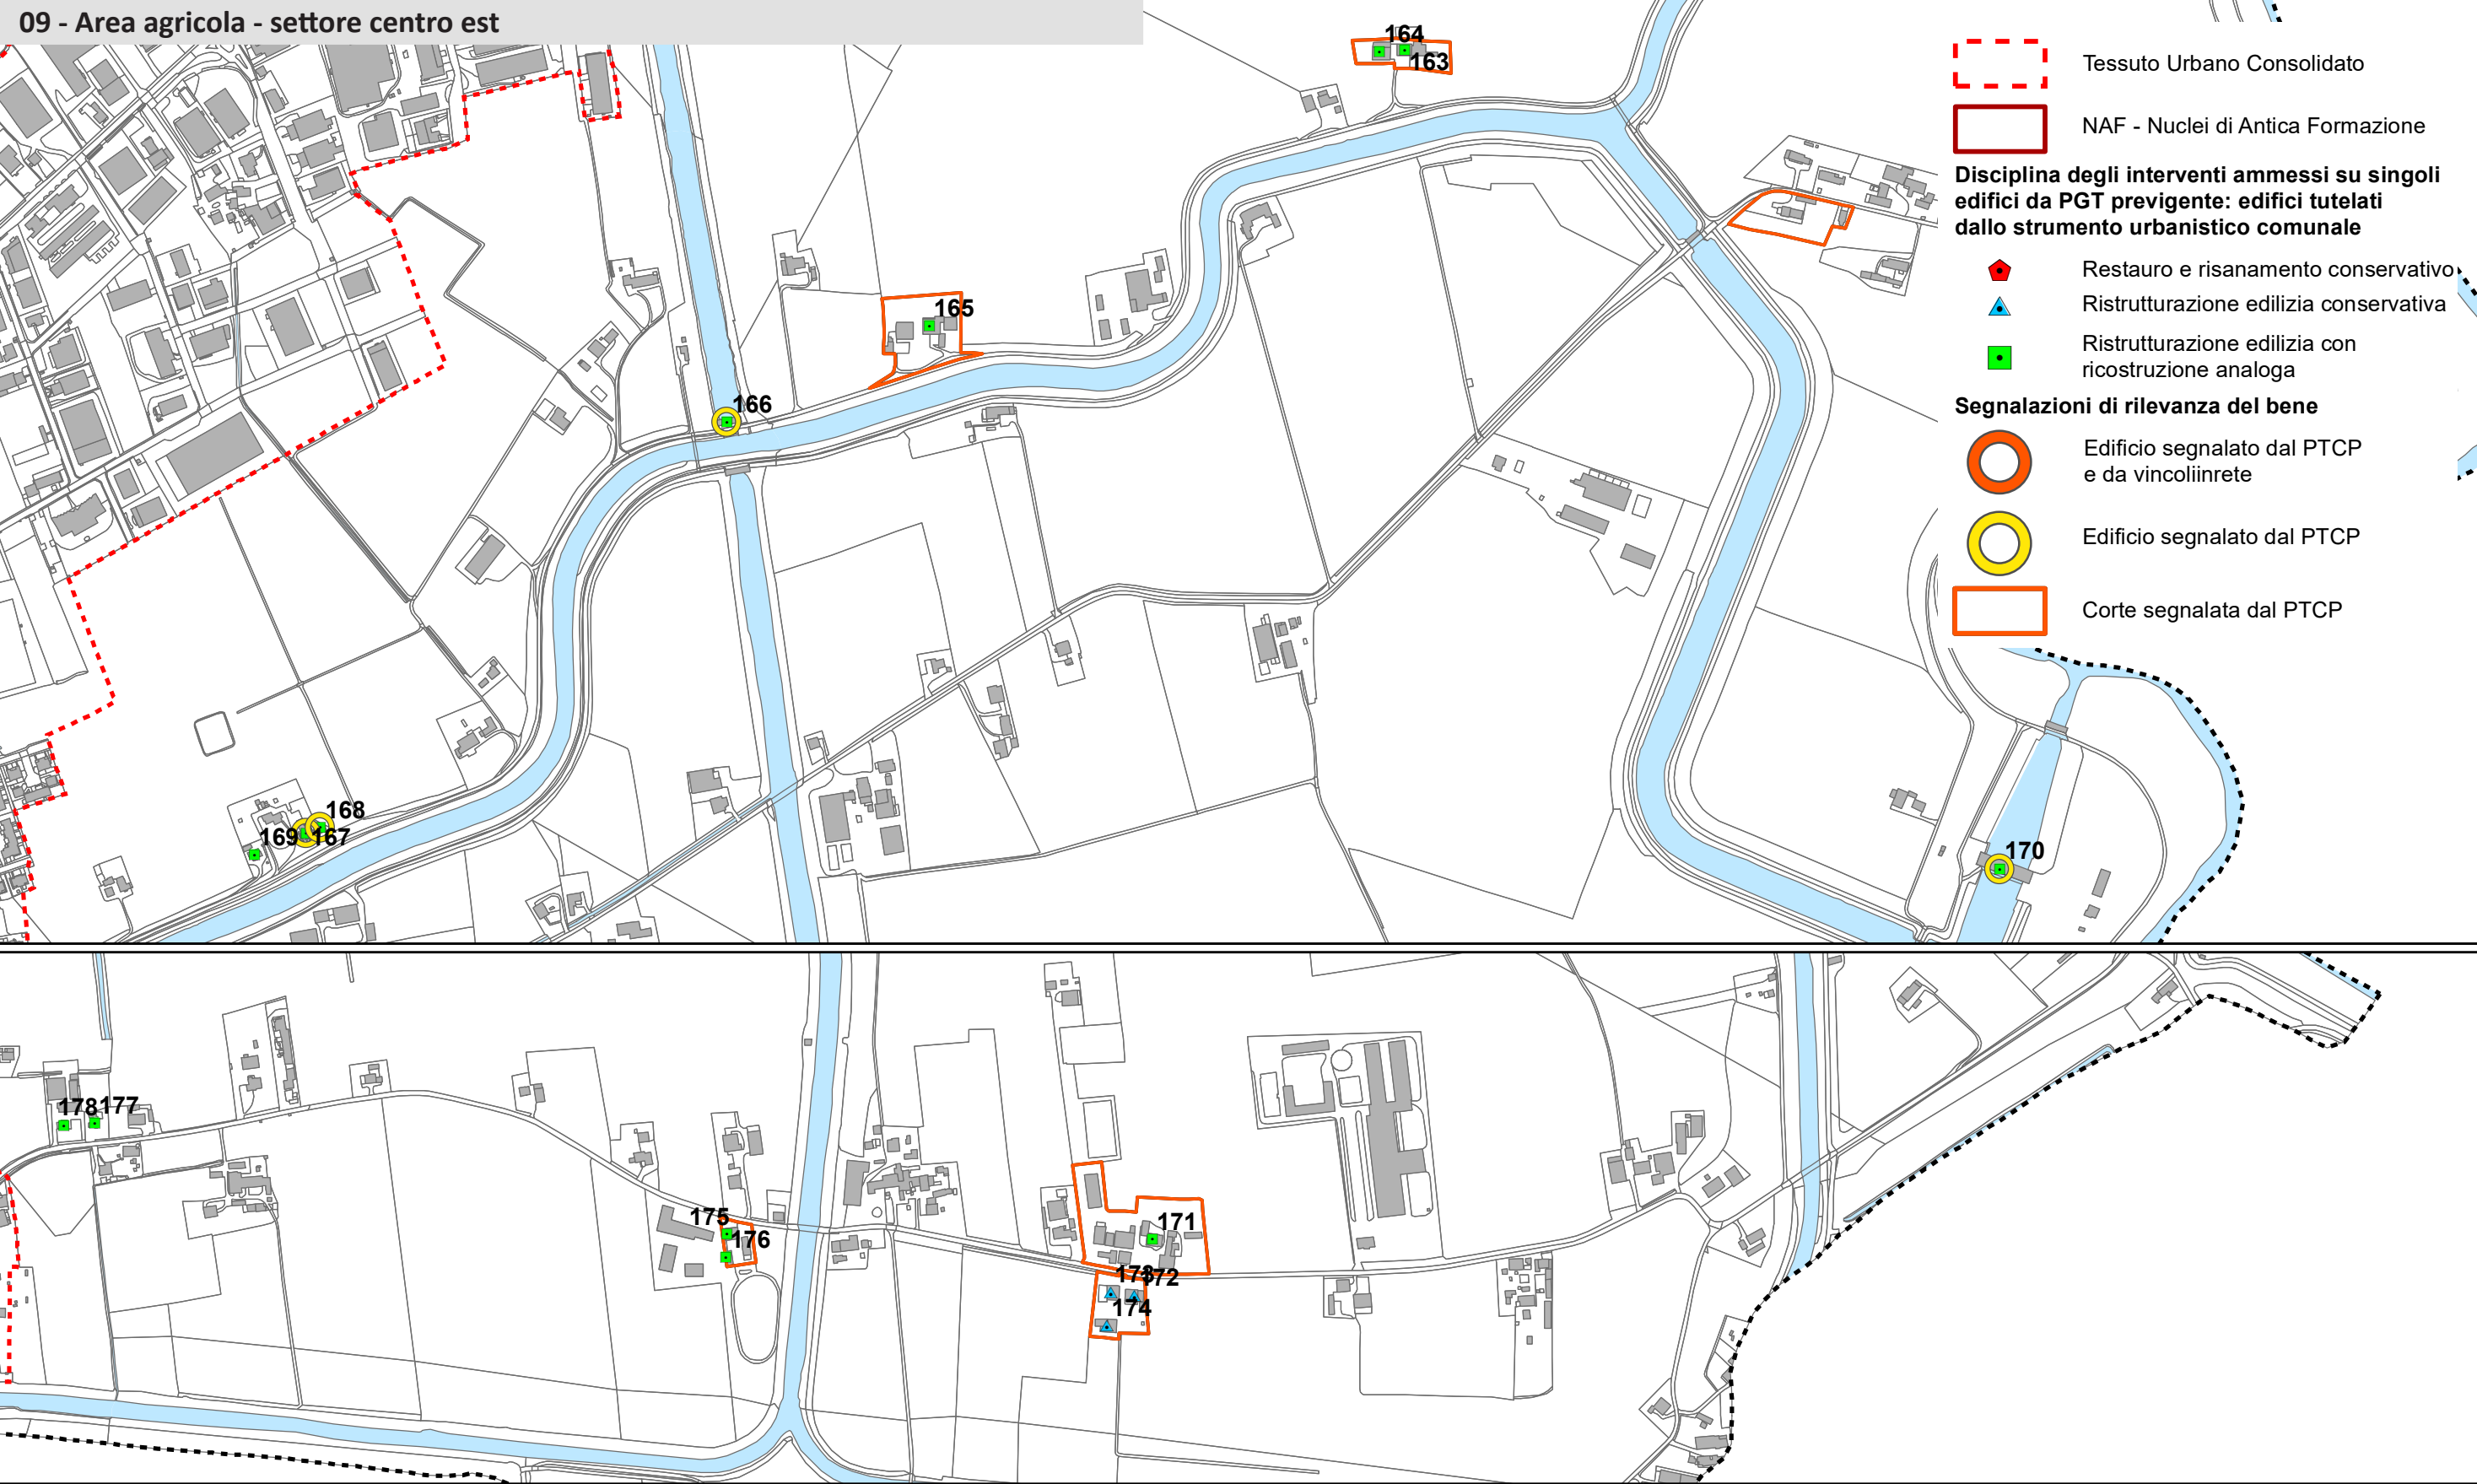 09 - Area agricola - settore centro est
Tessuto Urbano Consolidato
NAF - Nuclei di Antica Formazione
Disciplina degli interventi ammessi su singoli
edifici da PGT previgente: edifici tutelati
dallo strumento urbanistico comunale
Restauro e risanamento conservativo
Ristrutturazione edilizia conservativa
Ristrutturazione edilizia con
ricostruzione analoga
Segnalazioni di rilevanza del bene
Edificio segnalato dal PTCP
e da vincoliinrete
Edificio segnalato dal PTCP
Corte segnalata dal PTCP
164
163
165
166
168
169
167
170
178
177
175
176
171
173
172
174